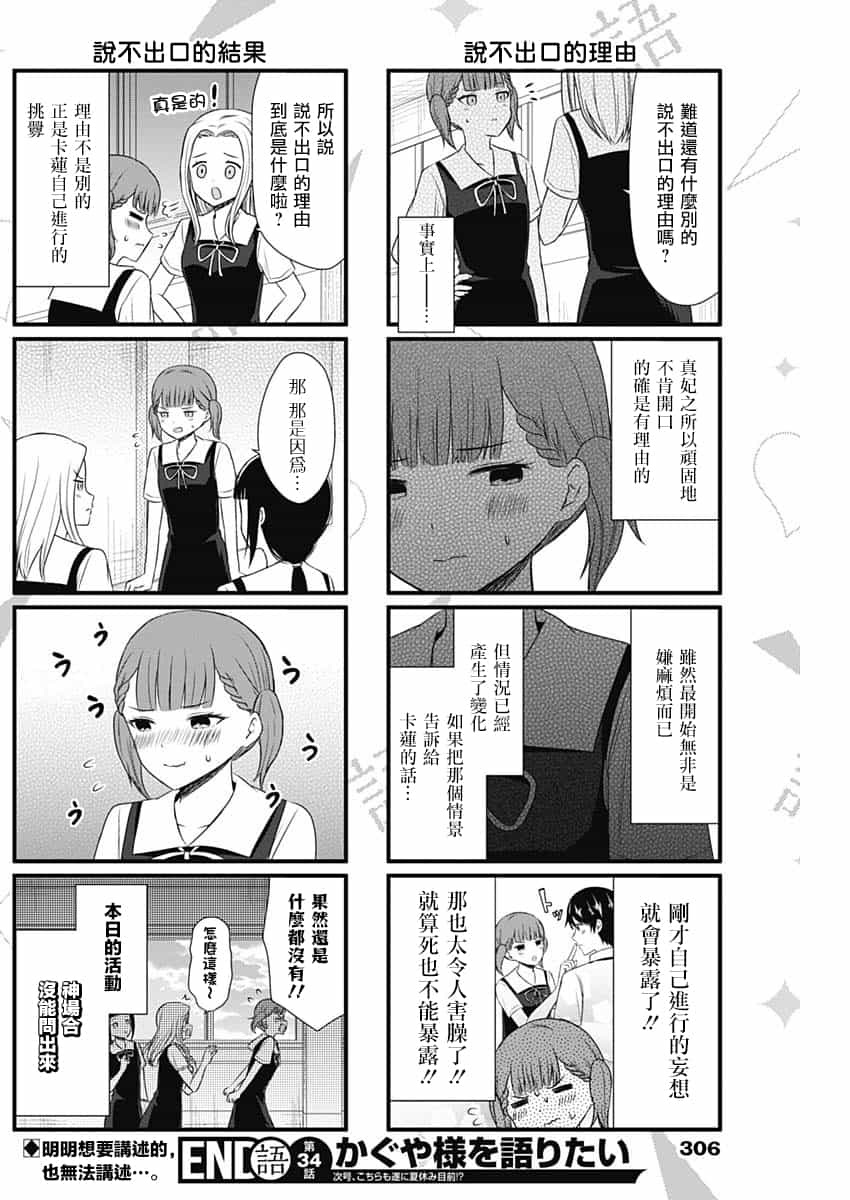 說不出口的理由
難道還有什麼別的
說不出口的理由嗎?
事實上——…
真妃之所以頑固地
不肯開口
的確是有理由的
雖然最開始無非是
嫌麻煩而已
但情況已經
產生了變化
如果把那個情景
告訴給
卡蓮的話…
剛才自己進行的妄想
就會暴露了!!
トッ
那也太令人害臊了!!
就算死也不能暴露!!
說不出口的結果
所以說
說不出口的理由
到底是什麼啦?
真是的!
理由不是別的
正是卡蓮自己進行的
挑釁
那 那是因爲…
うううう
果然還是
什麼都沒有!!
怎麼這樣~
本日的活動
神場合
沒能問出來
◆明明想要講述的,
也無法講述…。
END 語 第34話 かぐや様を語りたい
次号、こちらも遂に夏休み目前!?
306
語
語